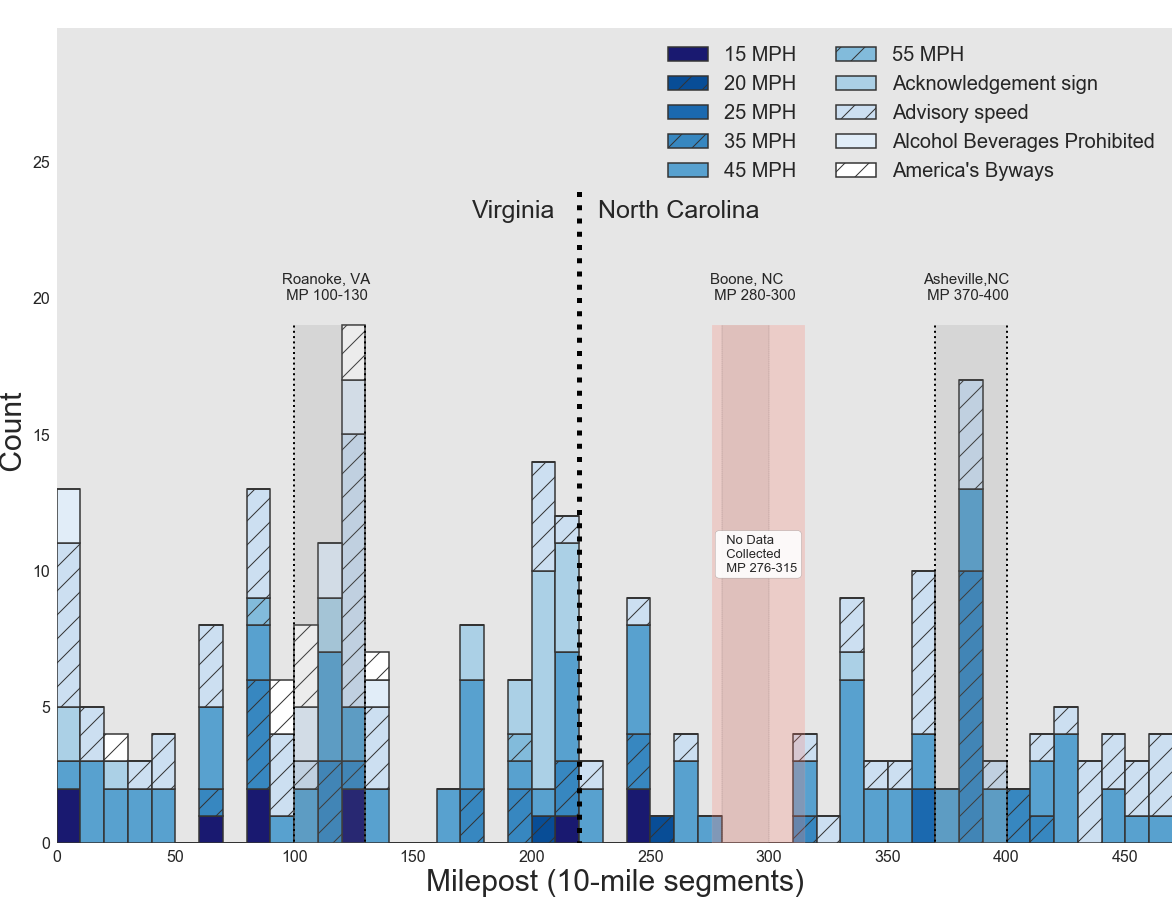 15 MPH
20 MPH
25 MPH
35 MPH
45 MPH
55 MPH
Acknowledgement sign
Advisory speed
Alcohol Beverages Prohibited
America's Byways
Virginia
North Carolina
Roanoke, VA
MP 100-130
Boone, NC
MP 280-300
Asheville,NC
MP 370-400
No Data
Collected
MP 276-315
Count
25
20
15
10
5
0
0 50 100 150 200 250 300 350 400 450
Milepost (10-mile segments)